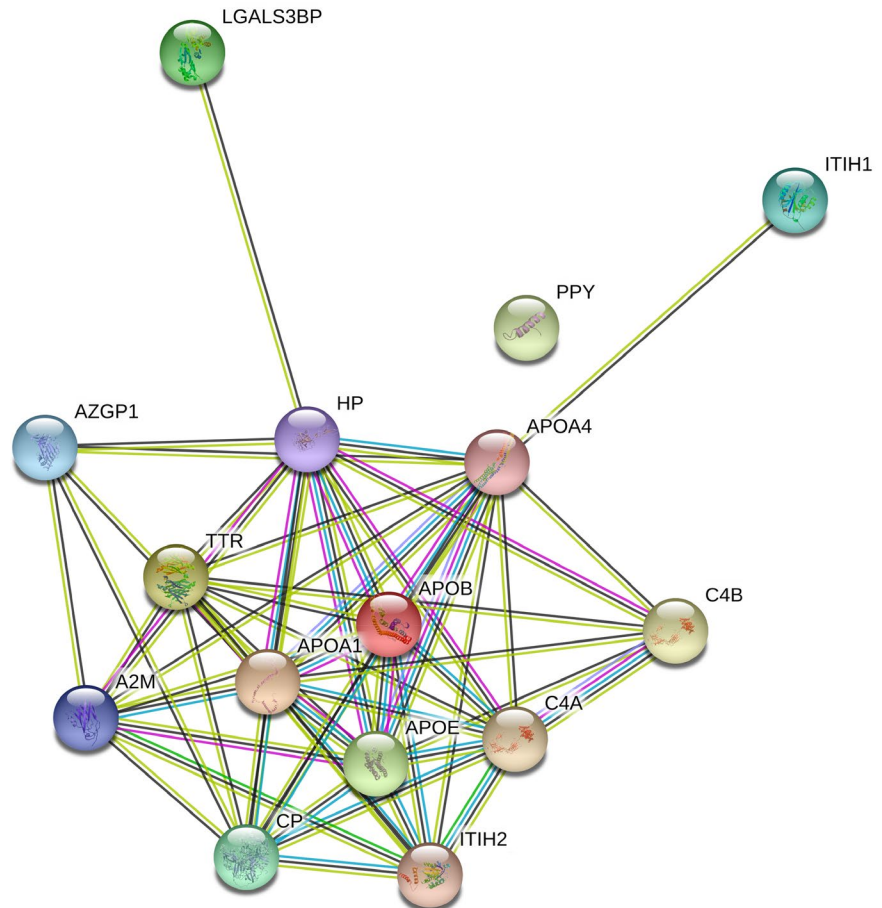 LGALS3BP
ITIH1
PPY
HP
AZGP1
APOA4
TTR
APOB
C4B
APOA1
A2M
C4A
APOE
CP
ITIH2